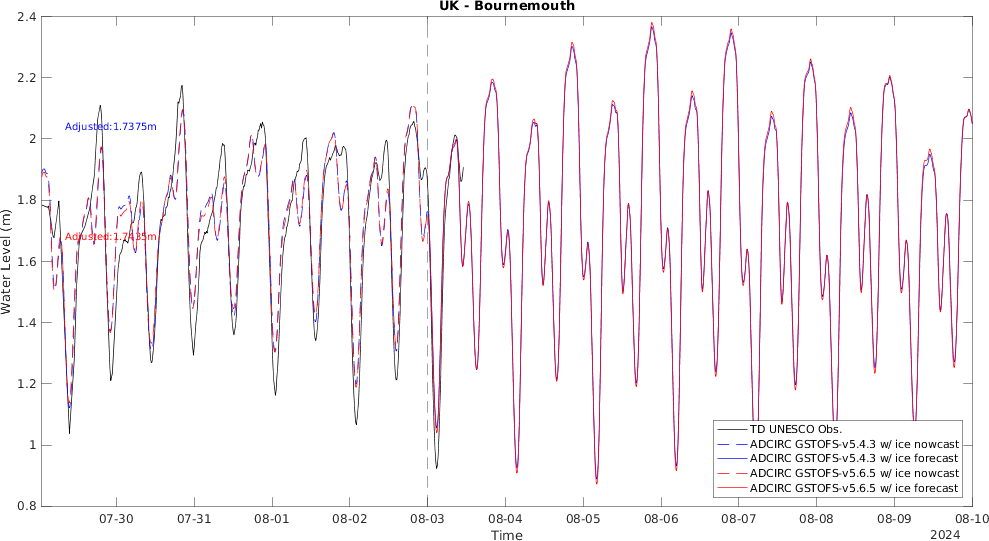 UK - Bournemouth
2.4
2.2
2
1.8
1.6
1.4
1.2
1
0.8
Water Level (m)
Adjusted:1.7375m
Adjusted:1.7435m
TD UNESCO Obs.
ADCIRC GSTOFS-v5.4.3 w/ ice nowcast
ADCIRC GSTOFS-v5.4.3 w/ ice forecast
ADCIRC GSTOFS-v5.6.5 w/ ice nowcast
ADCIRC GSTOFS-v5.6.5 w/ ice forecast
07-30 07-31 08-01 08-02 08-03 08-04 08-05 08-06 08-07 08-08 08-09 08-10
Time
2024